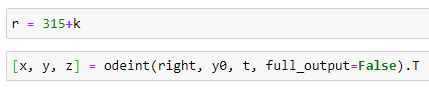 r = 315+k
[x, y, z] = odeint(right, y0, t, full_output=False).T